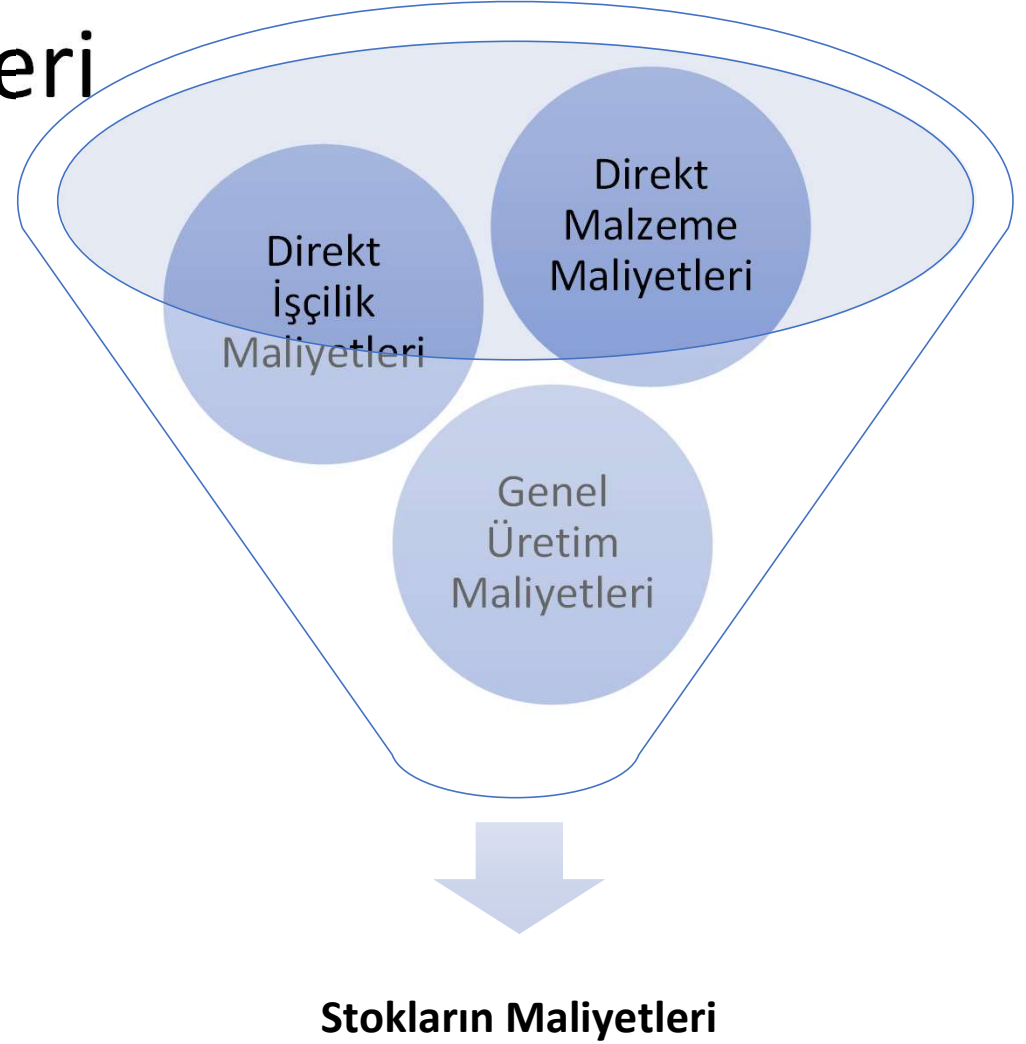 eri
Direkt
Malzeme
Maliyetleri
Direkt
İşçilik
Maliyetleri
Genel
Üretim
Maliyetleri
Stokların Maliyetleri